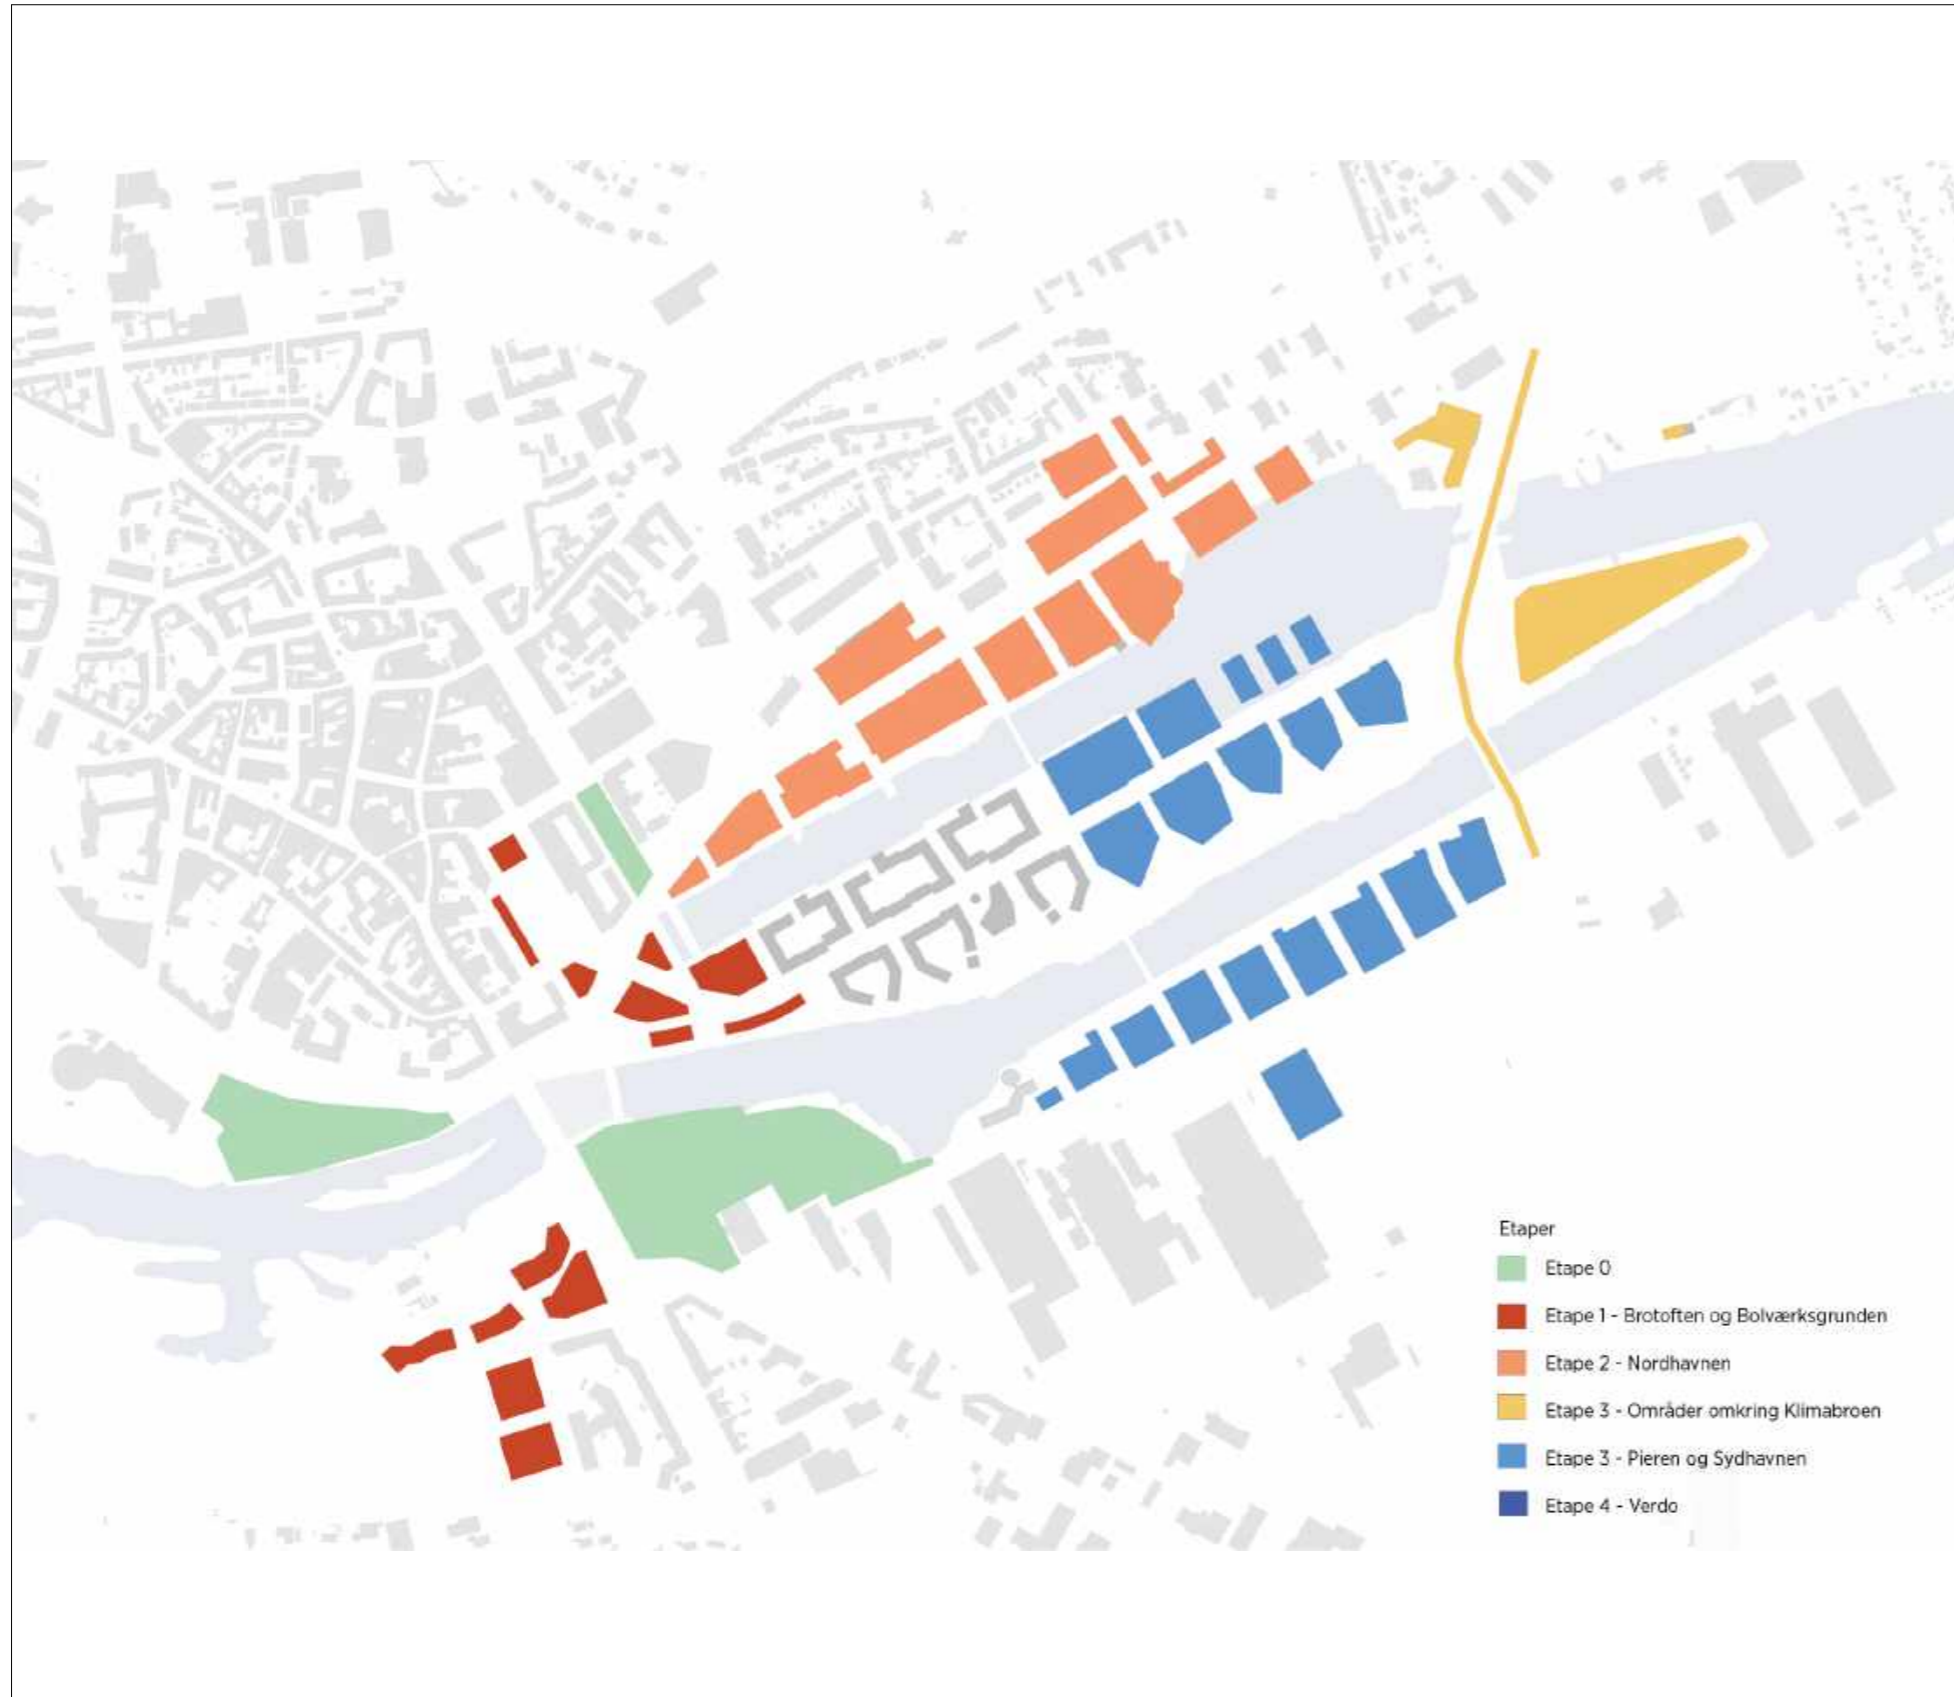 Etaper
Etape 0
Etape 1 - Brotoften og Bolværksgrunden
Etape 2 - Nordhavnen
Etape 3 - Områder omkring Klimabroen
Etape 3 - Pieren og Sydhavnen
Etape 4 - Verdo